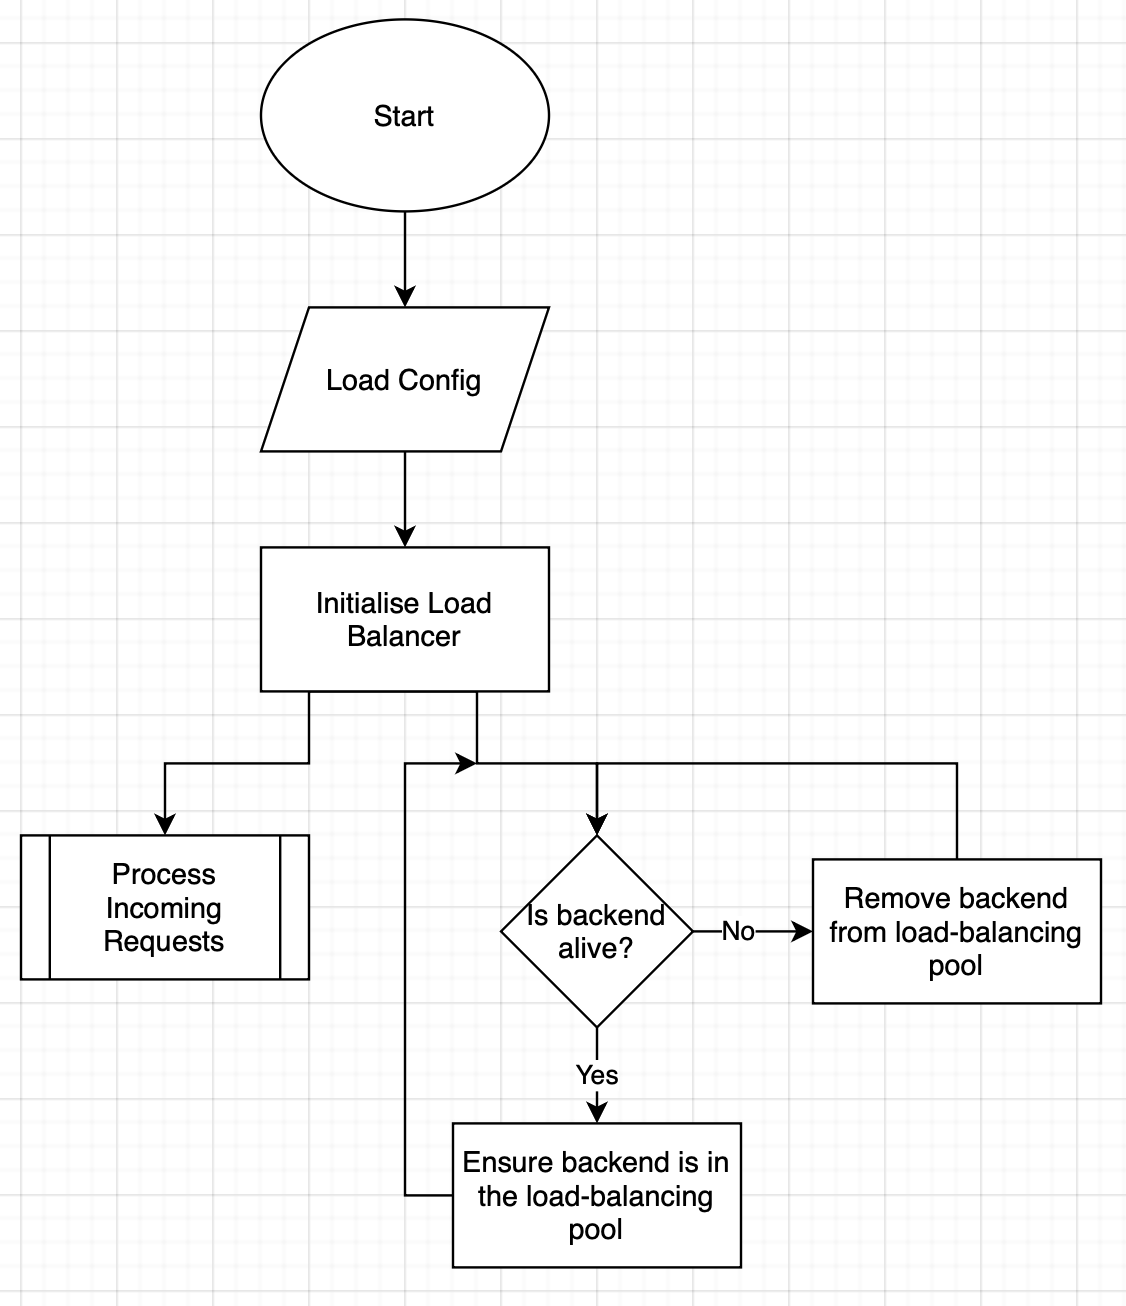 Start
Load Config
Initialise Load
Balancer
Process
Incoming
Requests
Is backend
alive?
No
Remove backend
from load-balancing
pool
Yes
Ensure backend is in
the load-balancing
pool